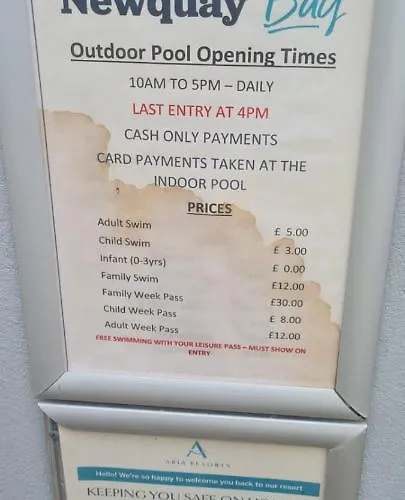 Newquay Bay
Outdoor Pool Opening Times
10AM TO 5PM – DAILY
LAST ENTRY AT 4PM
CASH ONLY PAYMENTS
CARD PAYMENTS TAKEN AT THE
INDOOR POOL
PRICES
Adult Swim £ 5.00
Child Swim £ 3.00
Infant (0-3yrs) £ 0.00
Family Swim £12.00
Family Week Pass £30.00
Child Week Pass £ 8.00
Adult Week Pass £12.00
FREE SWIMMING WITH YOUR LEISURE PASS – MUST SHOW ON
ENTRY
A
ARIA RESORTS
Hello! We're so happy to welcome you back to our resort
KEEPING YOU SAFE ON